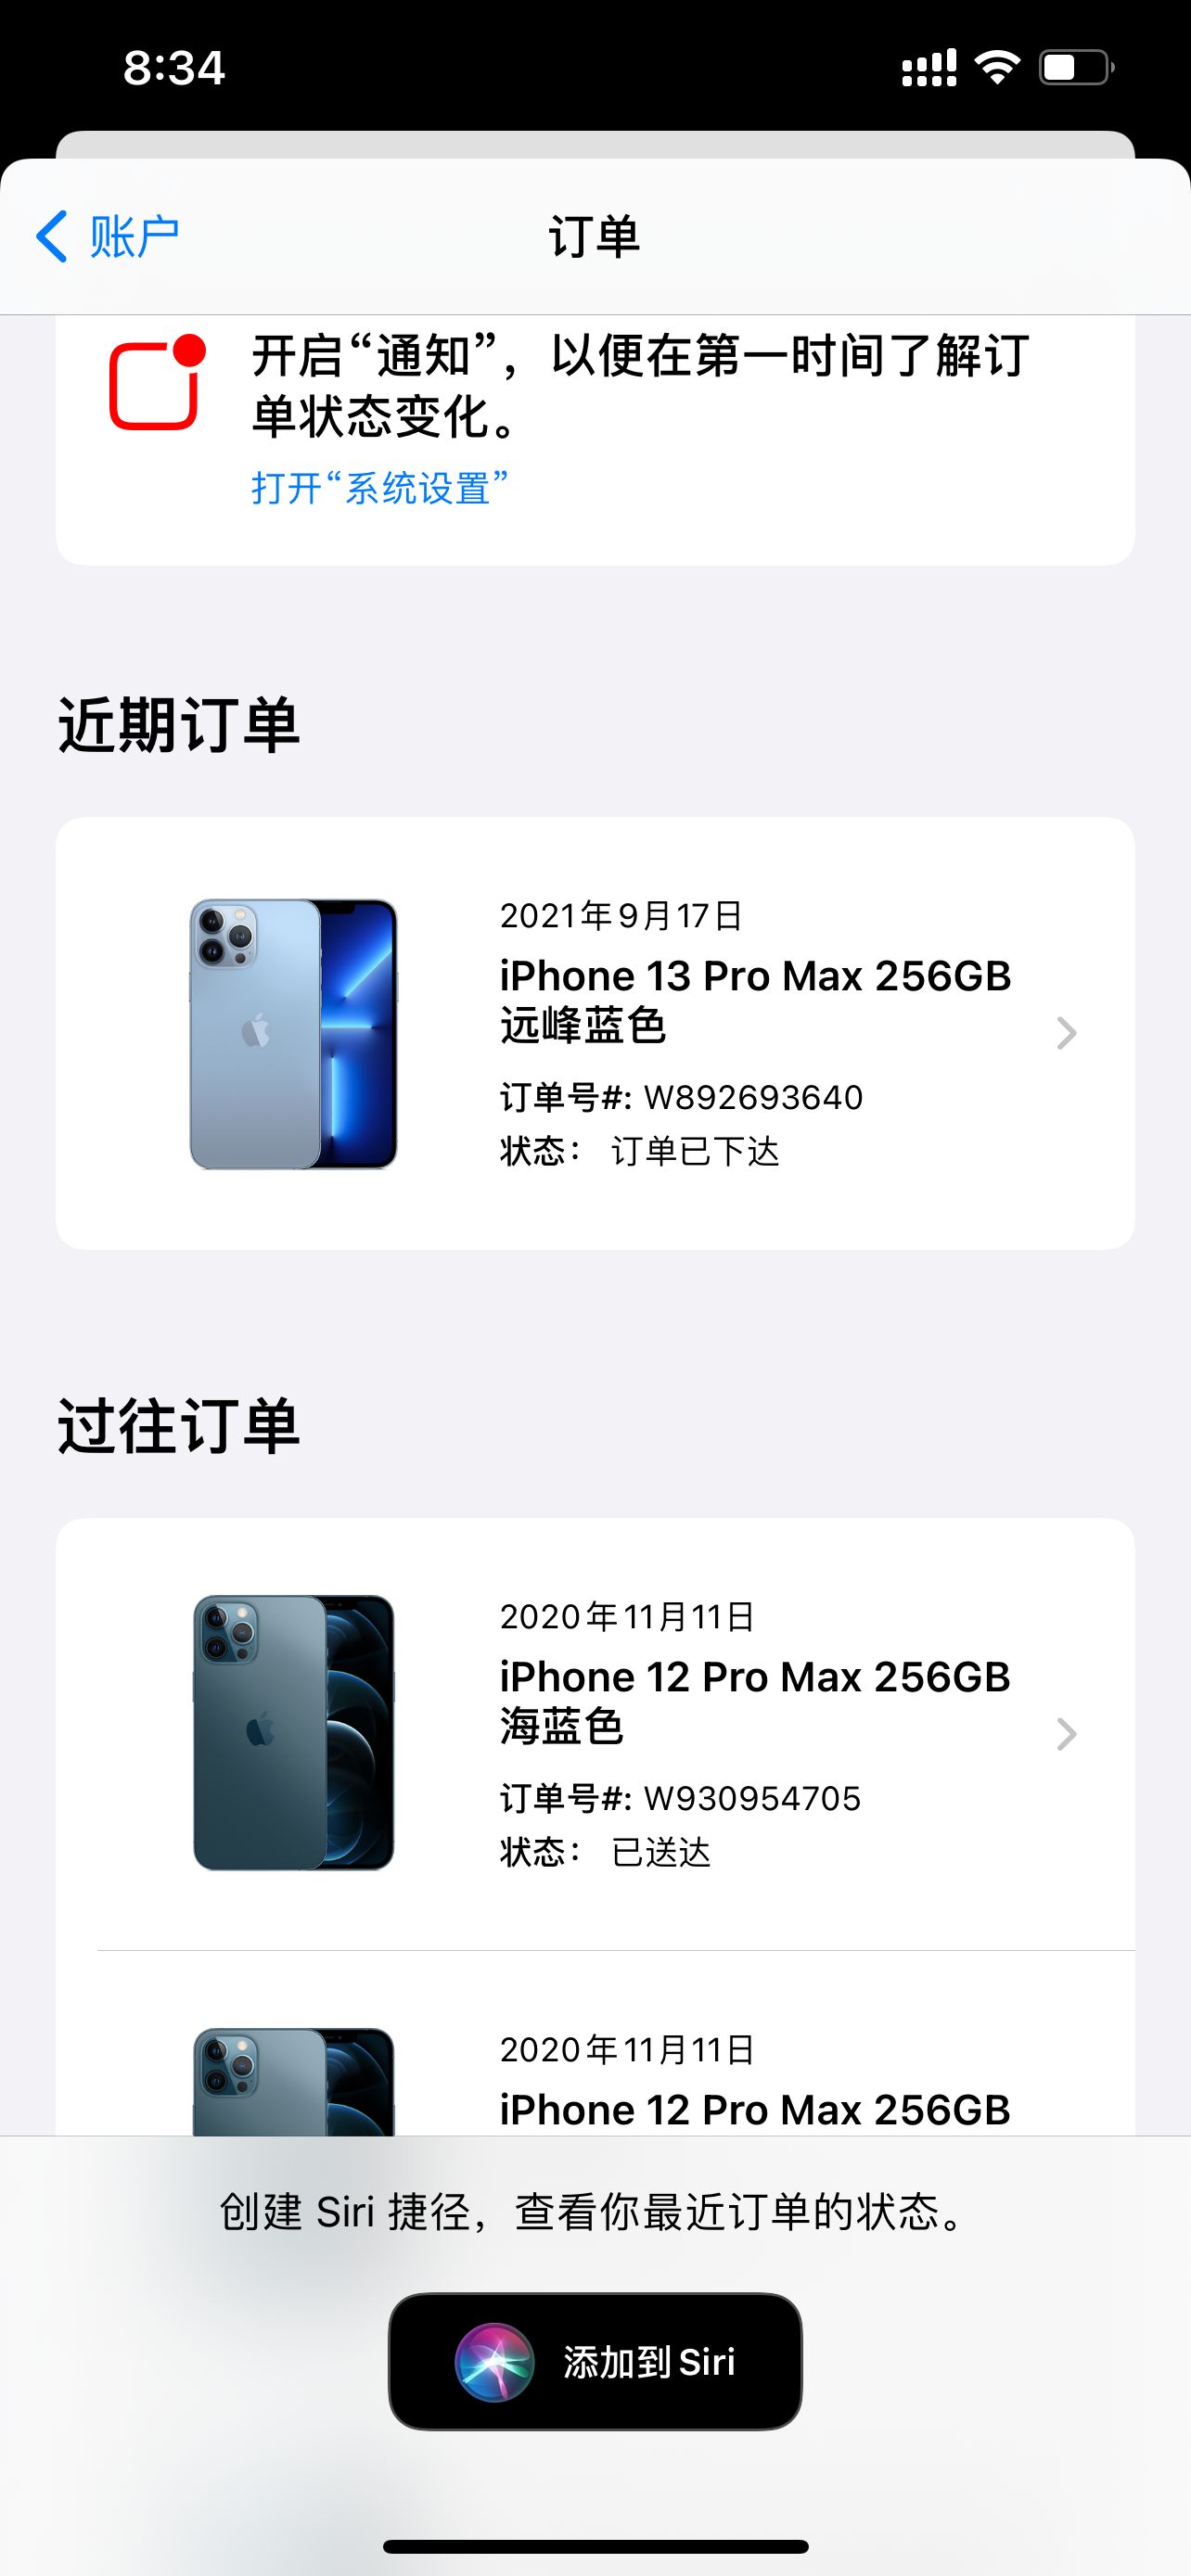 8:34
账户
订单
开启“通知”，以便在第一时间了解订
单状态变化。
打开“系统设置”
近期订单
2021年9月17日
iPhone 13 Pro Max 256GB
远峰蓝色
订单号#: W892693640
状态： 订单已下达
过往订单
2020年11月11日
iPhone 12 Pro Max 256GB
海蓝色
订单号#: W930954705
状态： 已送达
2020年11月11日
iPhone 12 Pro Max 256GB
创建 Siri 捷径，查看你最近订单的状态。
添加到 Siri